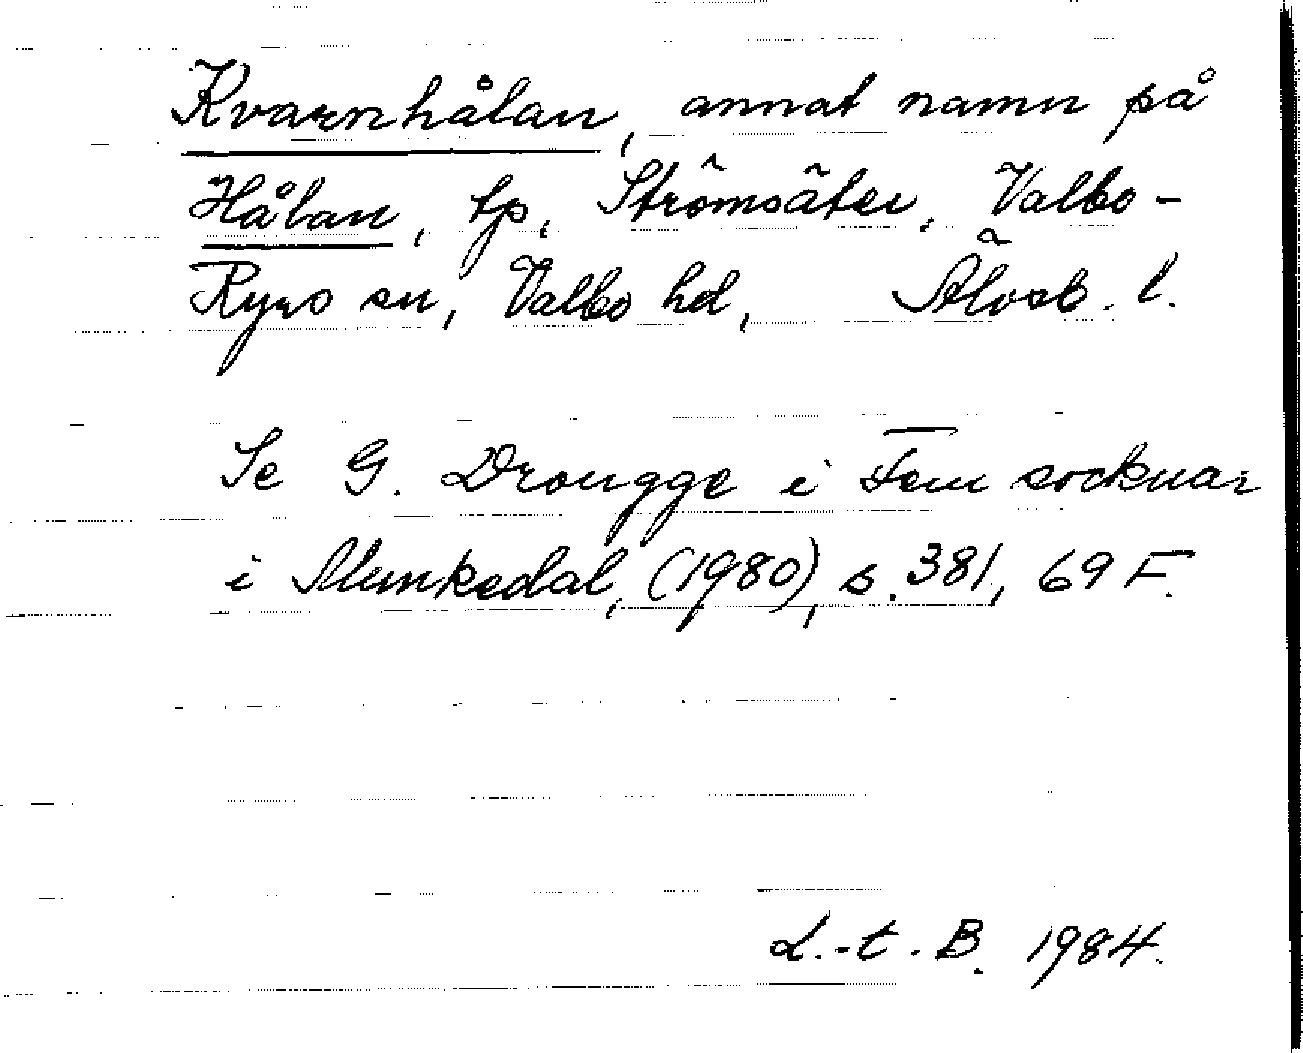 Kvarnhålan, annat namn på
Hålan, tp, Strömsäter, Valbo-
Ryrs sn, Valbo hd, Älvsb. l.
Se G. Drougge i Fem socknar
i Munkedal, (1980), s. 381, 69 F.
L.-t. B. 1984.